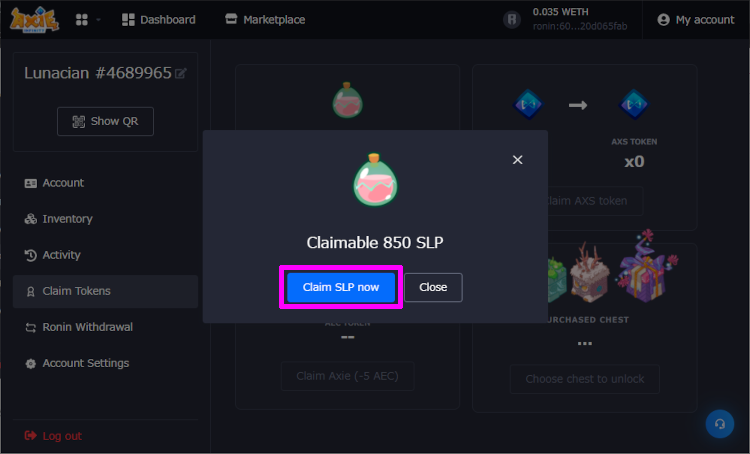 AXIE
INFINITY
Dashboard
Marketplace
0.035 WETH
ronin:60...20d065fab
My account
Lunacian #4689965
Show QR
Account
Inventory
Activity
Claim Tokens
Ronin Withdrawal
Account Settings
Log out
Claimable 850 SLP
Claim SLP now
Close
AXS TOKEN
x0
Claim AXS token
AEC TOKEN
--
Claim Axie (-5 AEC)
PURCHASED CHEST
...
Choose chest to unlock